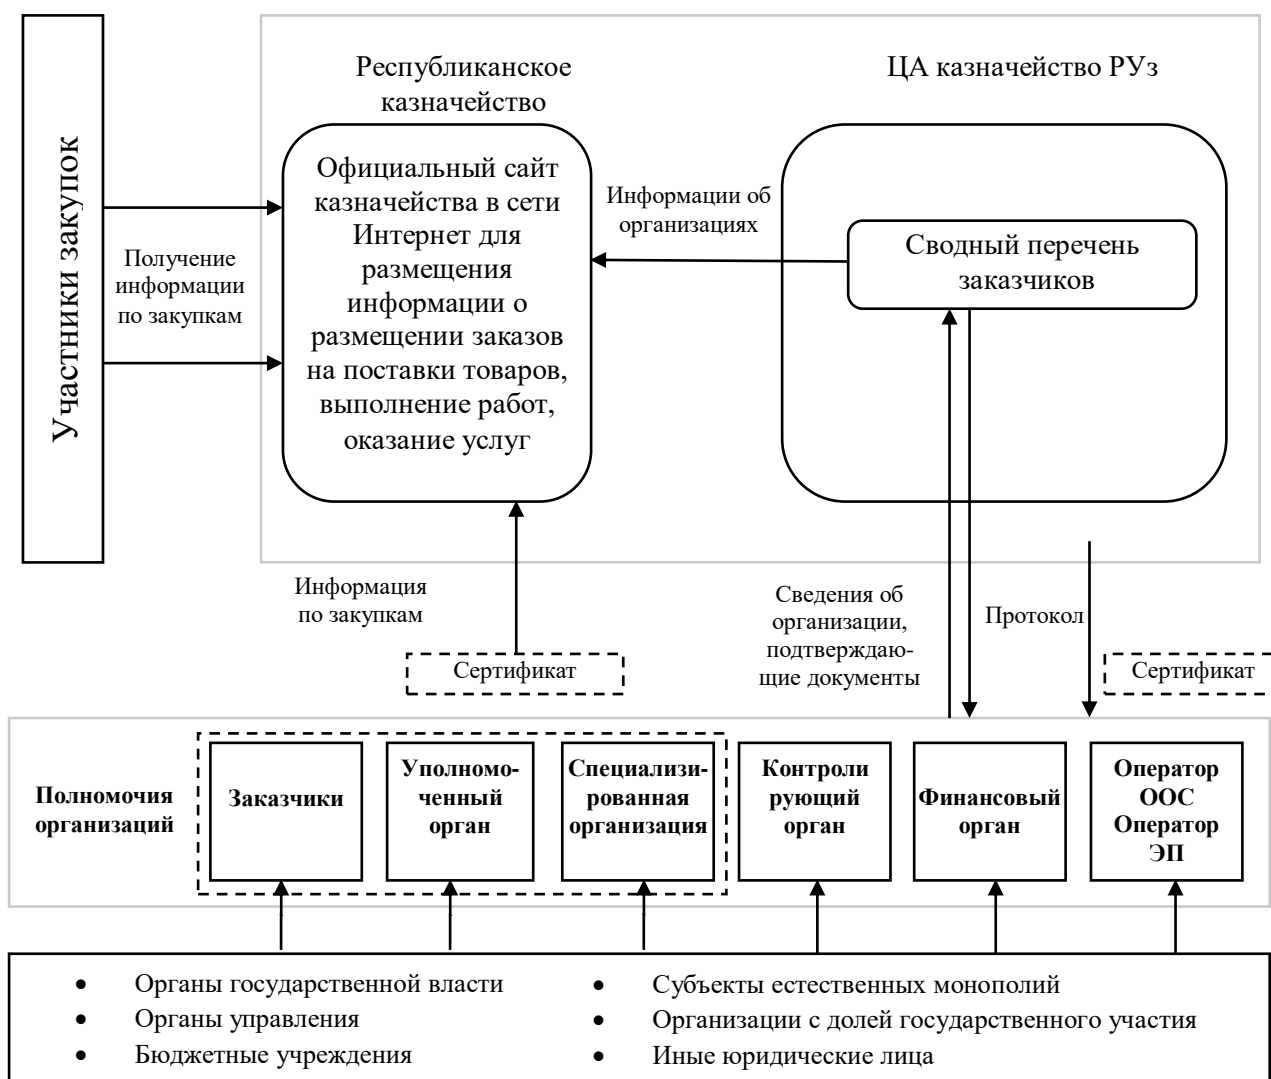 Участники закупок
Республиканское
казначейство
ЦА казначейство РУз
Официальный сайт
казначейства в сети
Интернет для
размещения
информации о
размещении заказов
на поставки товаров,
выполнение работ,
оказание услуг
Получение
информации
по закупкам
Информации об
организациях
Сводный перечень
заказчиков
Информация
по закупкам
Сертификат
Сведения об
организации,
подтверждаю-
щие документы
Протокол
Сертификат
Полномочия
организаций
Заказчики
Уполномо-
ченный
орган
Специализи-
рованная
организация
Контроли
рующий
орган
Финансовый
орган
Оператор
ООС
Оператор
ЭП
• Органы государственной власти
• Органы управления
• Бюджетные учреждения
• Субъекты естественных монополий
• Организации с долей государственного участия
• Иные юридические лица